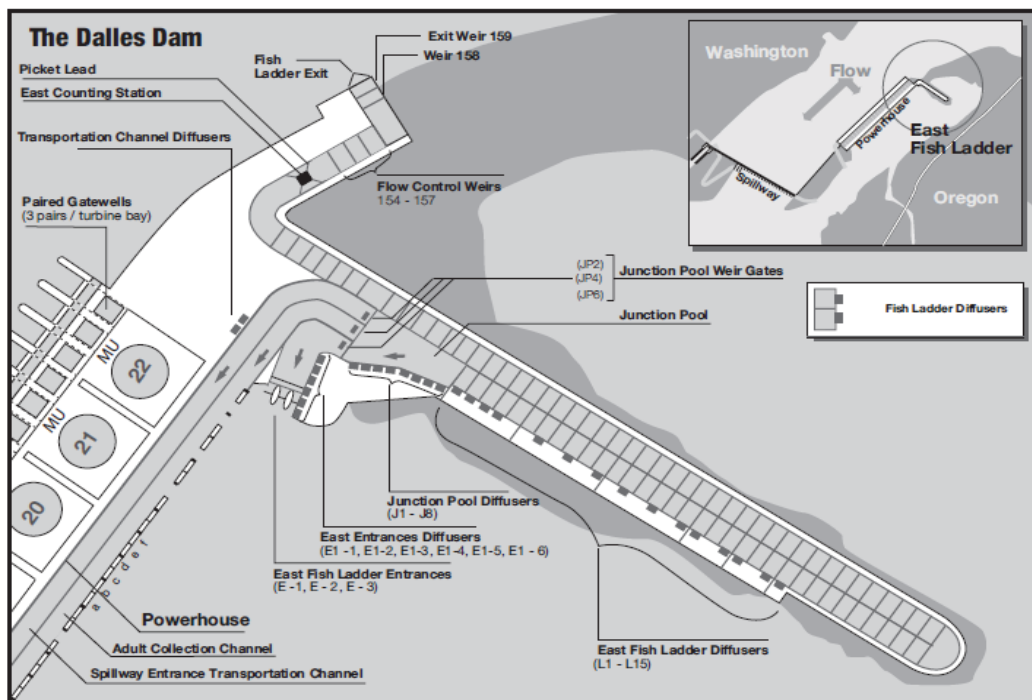 The Dalles Dam
Exit Weir 159
Weir 158
Fish
Ladder Exit
Picket Lead
East Counting Station
Transportation Channel Diffusers
Flow Control Weirs
154 - 157
Paired Gatewells
(3 pairs / turbine bay)
Washington
Flow
Powerhouse
East
Fish Ladder
Spillway
Oregon
(JP2)
(JP4)
(JP6)
Junction Pool Weir Gates
Junction Pool
Fish Ladder Diffusers
MU
22
MU
21
20
Junction Pool Diffusers
(J1 - J8)
East Entrances Diffusers
(E1 -1, E1-2, E1-3, E1-4, E1-5, E1 - 6)
East Fish Ladder Entrances
(E -1, E - 2, E - 3)
a b c d e f
Powerhouse
Adult Collection Channel
Spillway Entrance Transportation Channel
East Fish Ladder Diffusers
(L1 - L15)